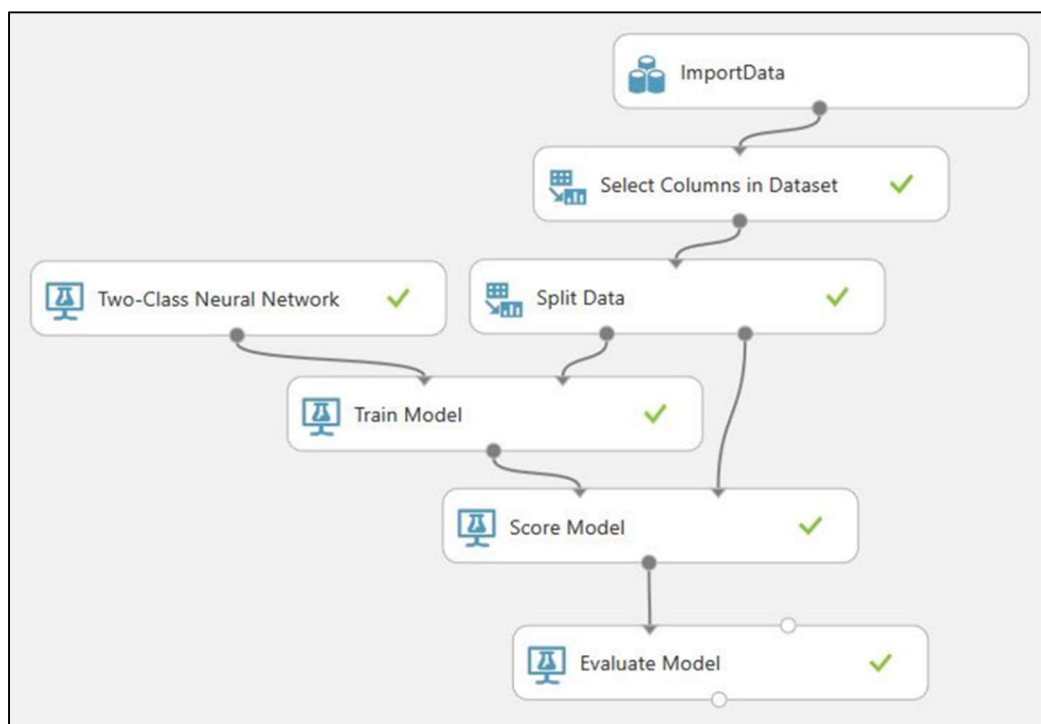 ImportData
Select Columns in Dataset
Two-Class Neural Network
Split Data
Train Model
Score Model
Evaluate Model